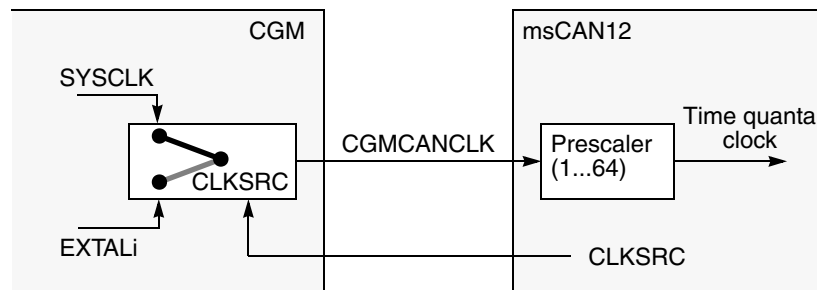 CGM
msCAN12
SYSCLK
CGMCANCLK
Prescaler
(1...64)
Time quanta
clock
CLKSRC
EXTALi
CLKSRC